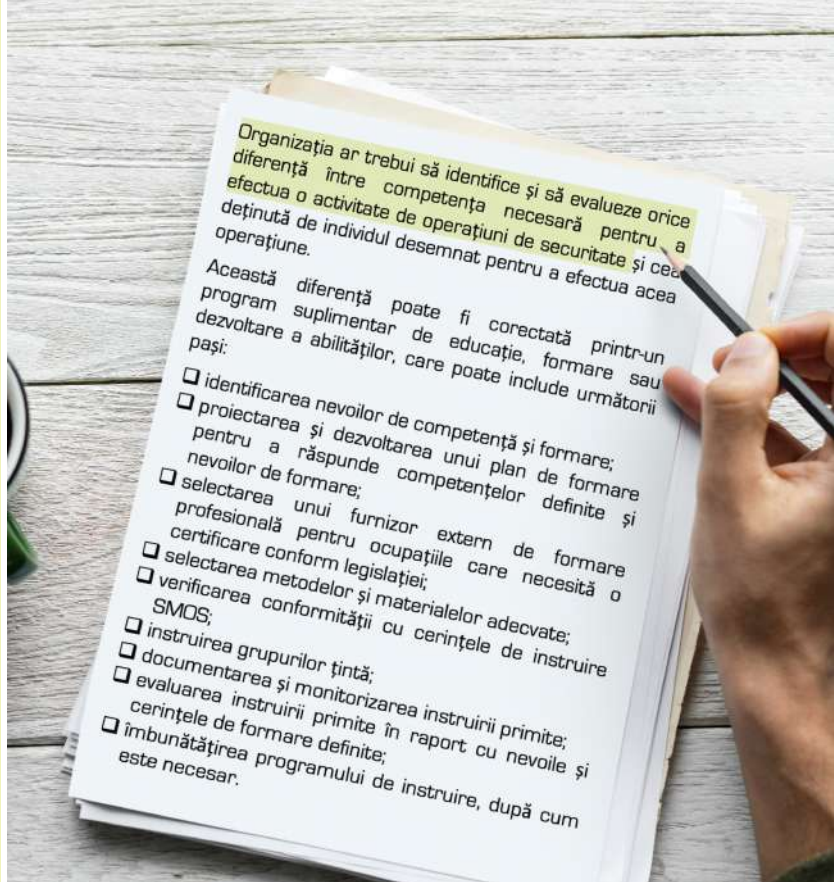 Organizația ar trebui să identifice și să evalueze orice
diferență între competența necesară pentru a
efectua o activitate de operațiuni de securitate și cea
deținută de individul desemnat pentru a efectua acea
operațiune.
Această diferență poate fi corectată printr-un
program suplimentar de educație, formare sau
dezvoltare a abilităților, care poate include următorii
pași:
❑ identificarea nevoilor de competență și formare;
❑ proiectarea și dezvoltarea unui plan de formare
pentru a răspunde competențelor definite și
nevoilor de formare;
❑ selectarea unui furnizor extern de formare
profesională pentru ocupațiile care necesită o
certificare conform legislației;
❑ selectarea metodelor și materialelor adecvate;
❑ verificarea conformității cu cerințele de instruire
SMOS;
❑ instruirea grupurilor țintă;
❑ documentarea și monitorizarea instruirii primite;
❑ evaluarea instruirii primite în raport cu nevoile și
cerințele de formare definite;
❑ îmbunătățirea programului de instruire, după cum
este necesar.